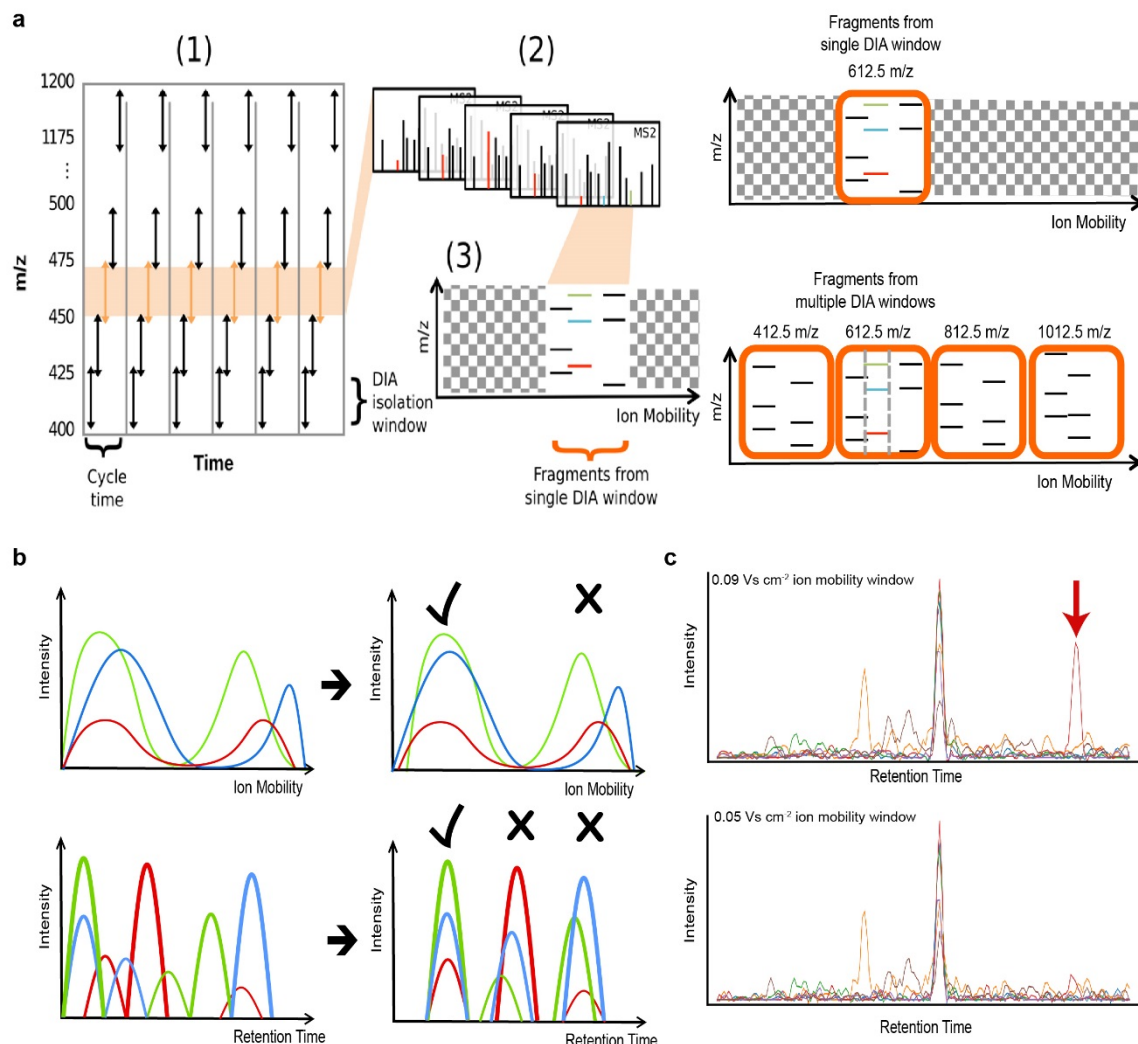 a
(1)
1200
1175
...
500
475
450
425
400
m/z
Cycle
time
Time
DIA
isolation
window
(2)
MS2
MS2
MS2
MS2
MS2
(3)
m/z
Ion Mobility
Fragments from
single DIA window
Fragments from
single DIA window
612.5 m/z
m/z
Ion Mobility
Fragments from
multiple DIA windows
412.5 m/z 612.5 m/z 812.5 m/z 1012.5 m/z
m/z
Ion Mobility
b
Intensity
Ion Mobility
Intensity
Ion Mobility
Intensity
Retention Time
Intensity
Retention Time
c
0.09 Vs cm⁻² ion mobility window
Intensity
Retention Time
0.05 Vs cm⁻² ion mobility window
Intensity
Retention Time